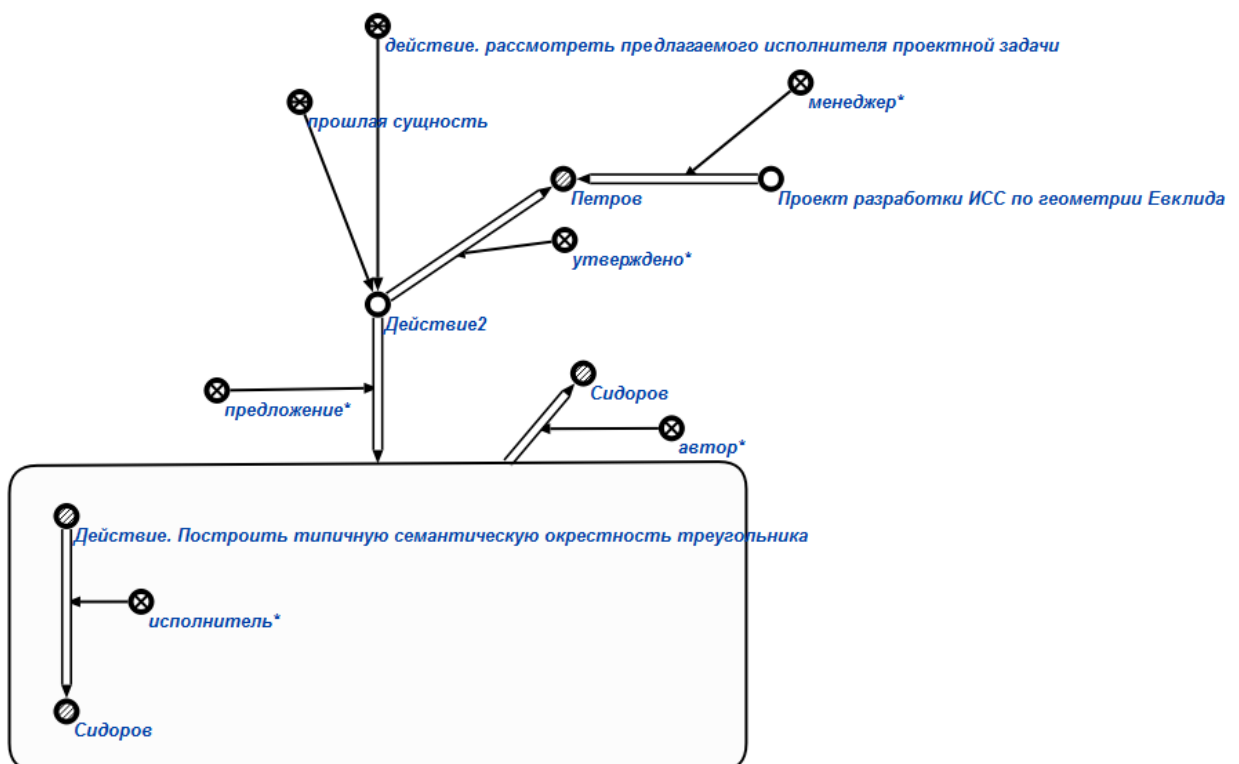 действие. рассмотреть предлагаемого исполнителя проектной задачи
менеджер*
прошлая сущность
Петров
Проект разработки ИСС по геометрии Евклида
утверждено*
Действие2
Сидоров
предложение*
автор*
Действие. Построить типичную семантическую окрестность треугольника
исполнитель*
Сидоров